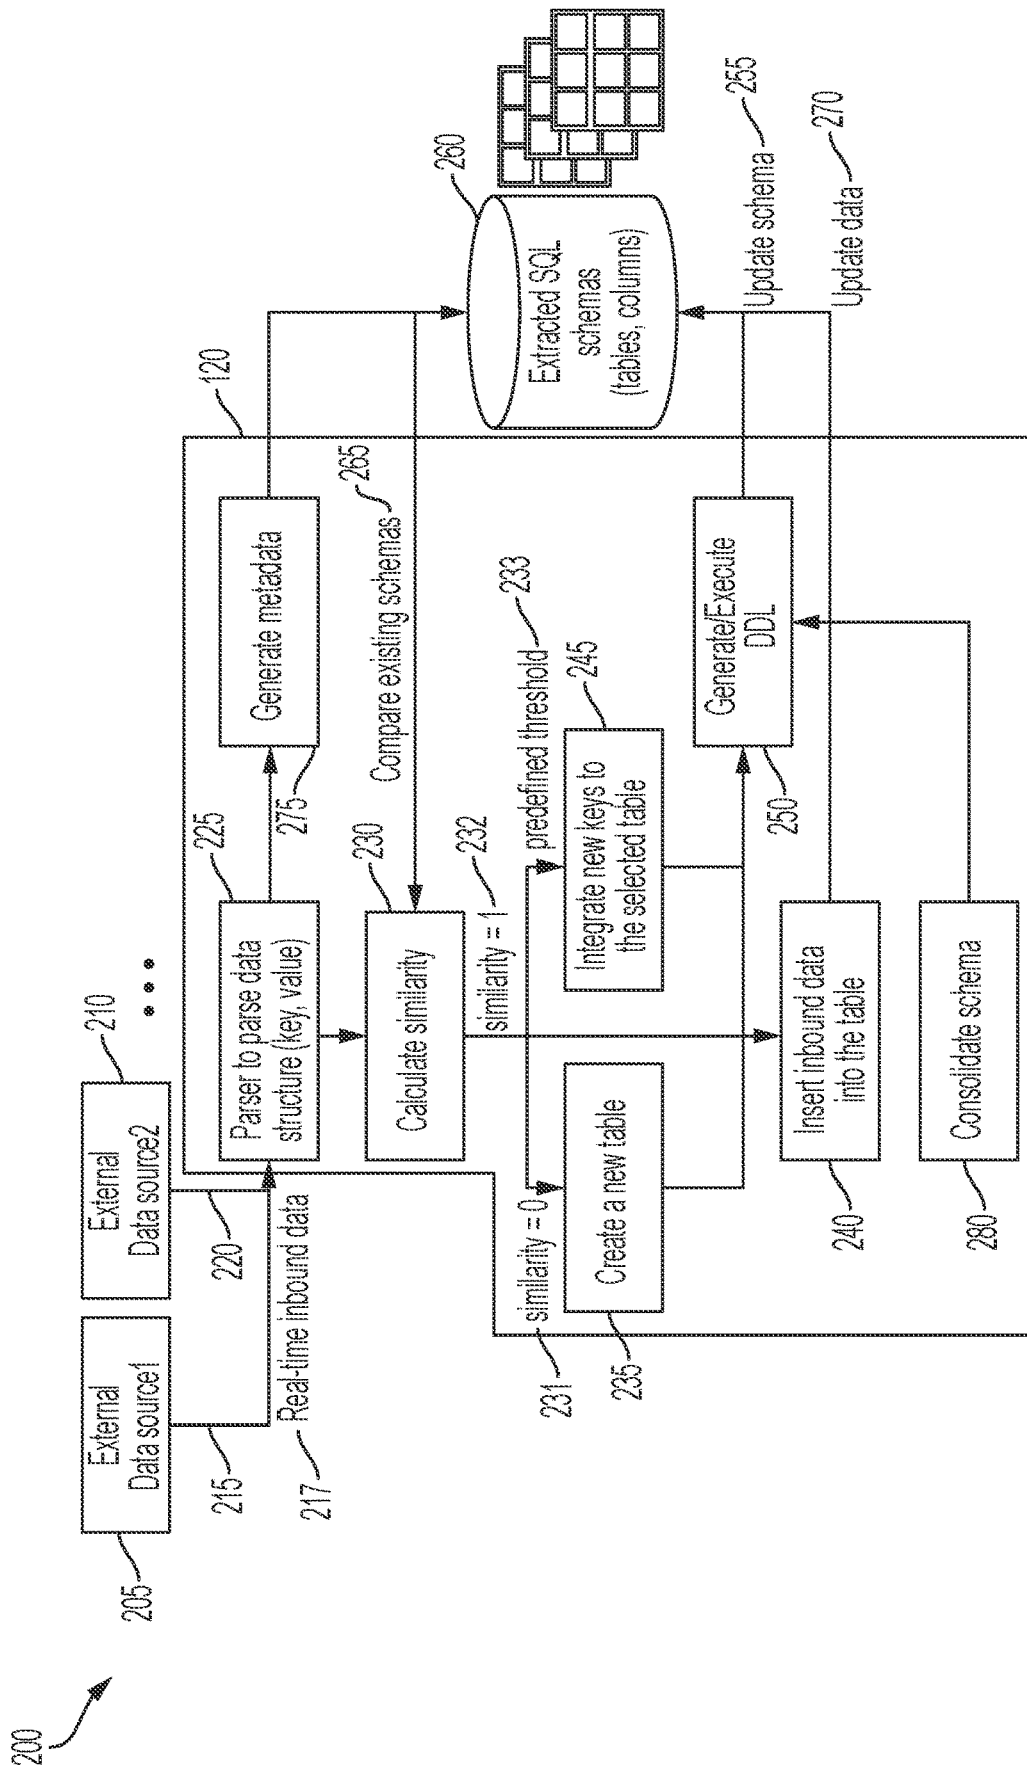 200
External
Data source1
205
External
Data source2
210
215
220
Real-time inbound data
217
120
Parser to parse data
structure (key, value)
225
Generate metadata
275
Calculate similarity
230
Compare existing schemas
265
Extracted SQL
schemas
(tables, columns)
260
similarity = 0
231
similarity = 1
232
predefined threshold
233
Create a new table
235
Integrate new keys to
the selected table
245
Generate/Execute
DDL
250
Update schema
255
Insert inbound data
into the table
240
Update data
270
Consolidate schema
280